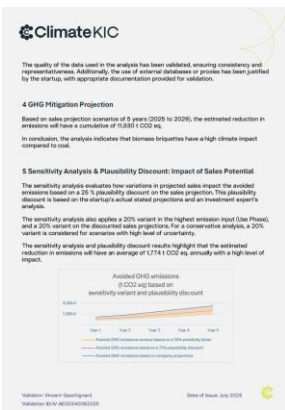 Climate KIC
The quality of the data used in the analysis has been validated, ensuring consistency and
representativeness. Additionally, the use of external databases or proxies has been justified
by the startup, with appropriate documentation provided for validation.
4 GHG Mitigation Projection
Based on sales projection scenarios of 5 years (2025 to 2029), the estimated reduction in
emissions will have a cumulative of 11,930 t CO2 eq.
In conclusion, the analysis indicates that biomass briquettes have a high climate impact
compared to coal.
5 Sensitivity Analysis & Plausibility Discount: Impact of Sales Potential
The sensitivity analysis evaluates how variations in projected sales impact the avoided
emissions based on a 25 % plausibility discount on the sales projection. This plausibility
discount is based on the startup's actual stated projections and an investment expert's
analysis.
The sensitivity analysis also applies a 20% variant in the highest emission input (Use Phase),
and a 20% variant on the discounted sales projections. For a conservative analysis, a 20%
variant is considered for scenarios with high level of uncertainty.
The sensitivity analysis and plausibility discount results highlight that the estimated
reduction in emissions will have an average of 1,774 t CO2 eq. annually with a high level of
impact.
Avoided GHG emissions
(t CO2 eq) based on
sensitivity variant and plausibility discount
Year 1 Year 2 Year 3 Year 4 Year 5
Avoided GHG emissions based on company projections
Validator: Vincent
Date of Issue: July 2025
Validation ID: